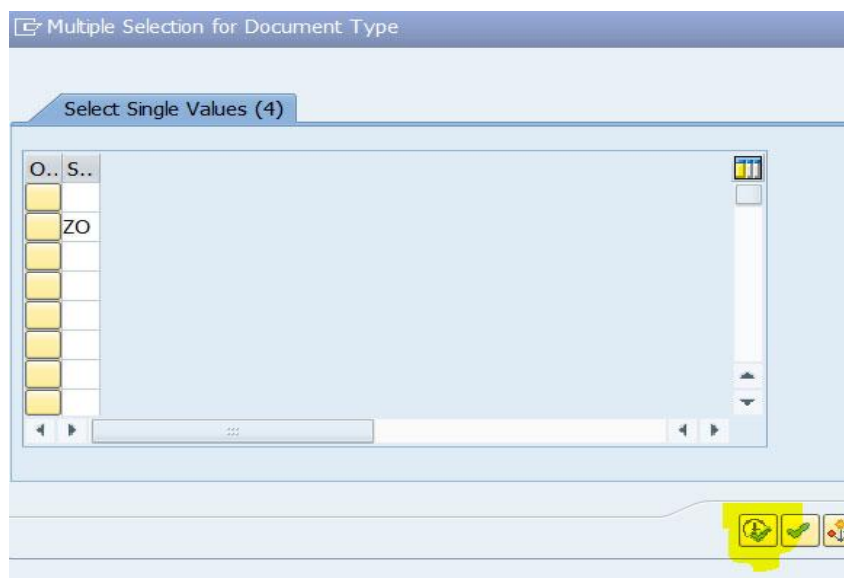 Multiple Selection for Document Type
Select Single Values (4)
O.. S..
ZO